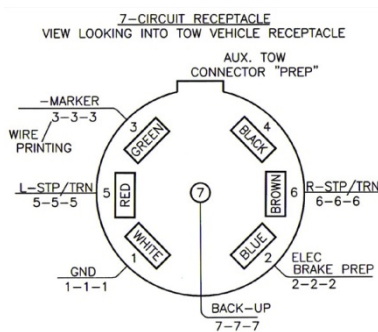 7-CIRCUIT RECEPTACLE
VIEW LOOKING INTO TOW VEHICLE RECEPTACLE
AUX. TOW
CONNECTOR "PREP"
-MARKER
3-3-3
WIRE
PRINTING
3
GREEN
4
BLACK
L-STP/TRN
5-5-5
5
RED
7
BROWN
6
R-STP/TRN
6-6-6
WHITE
1
BLUE
2
GND
1-1-1
ELEC
BRAKE PREP
2-2-2
BACK-UP
7-7-7